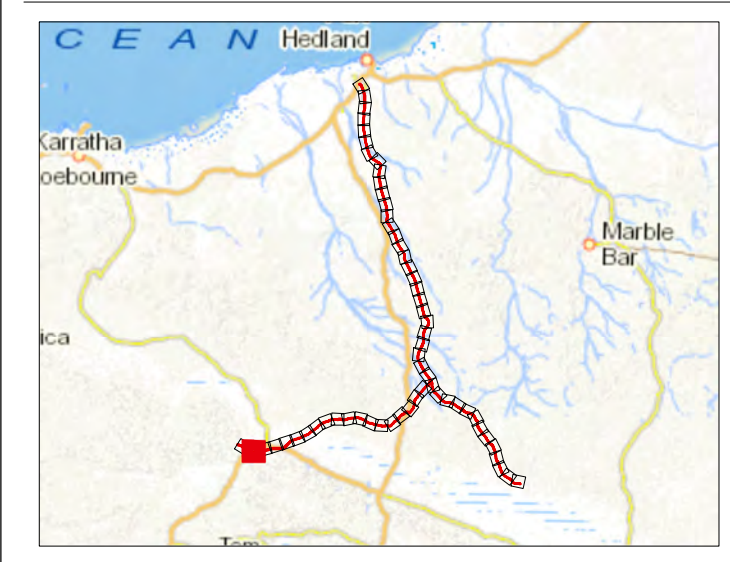 C E A N
Hedland
Karratha
oebourne
Marble
Bar
ica
Tom